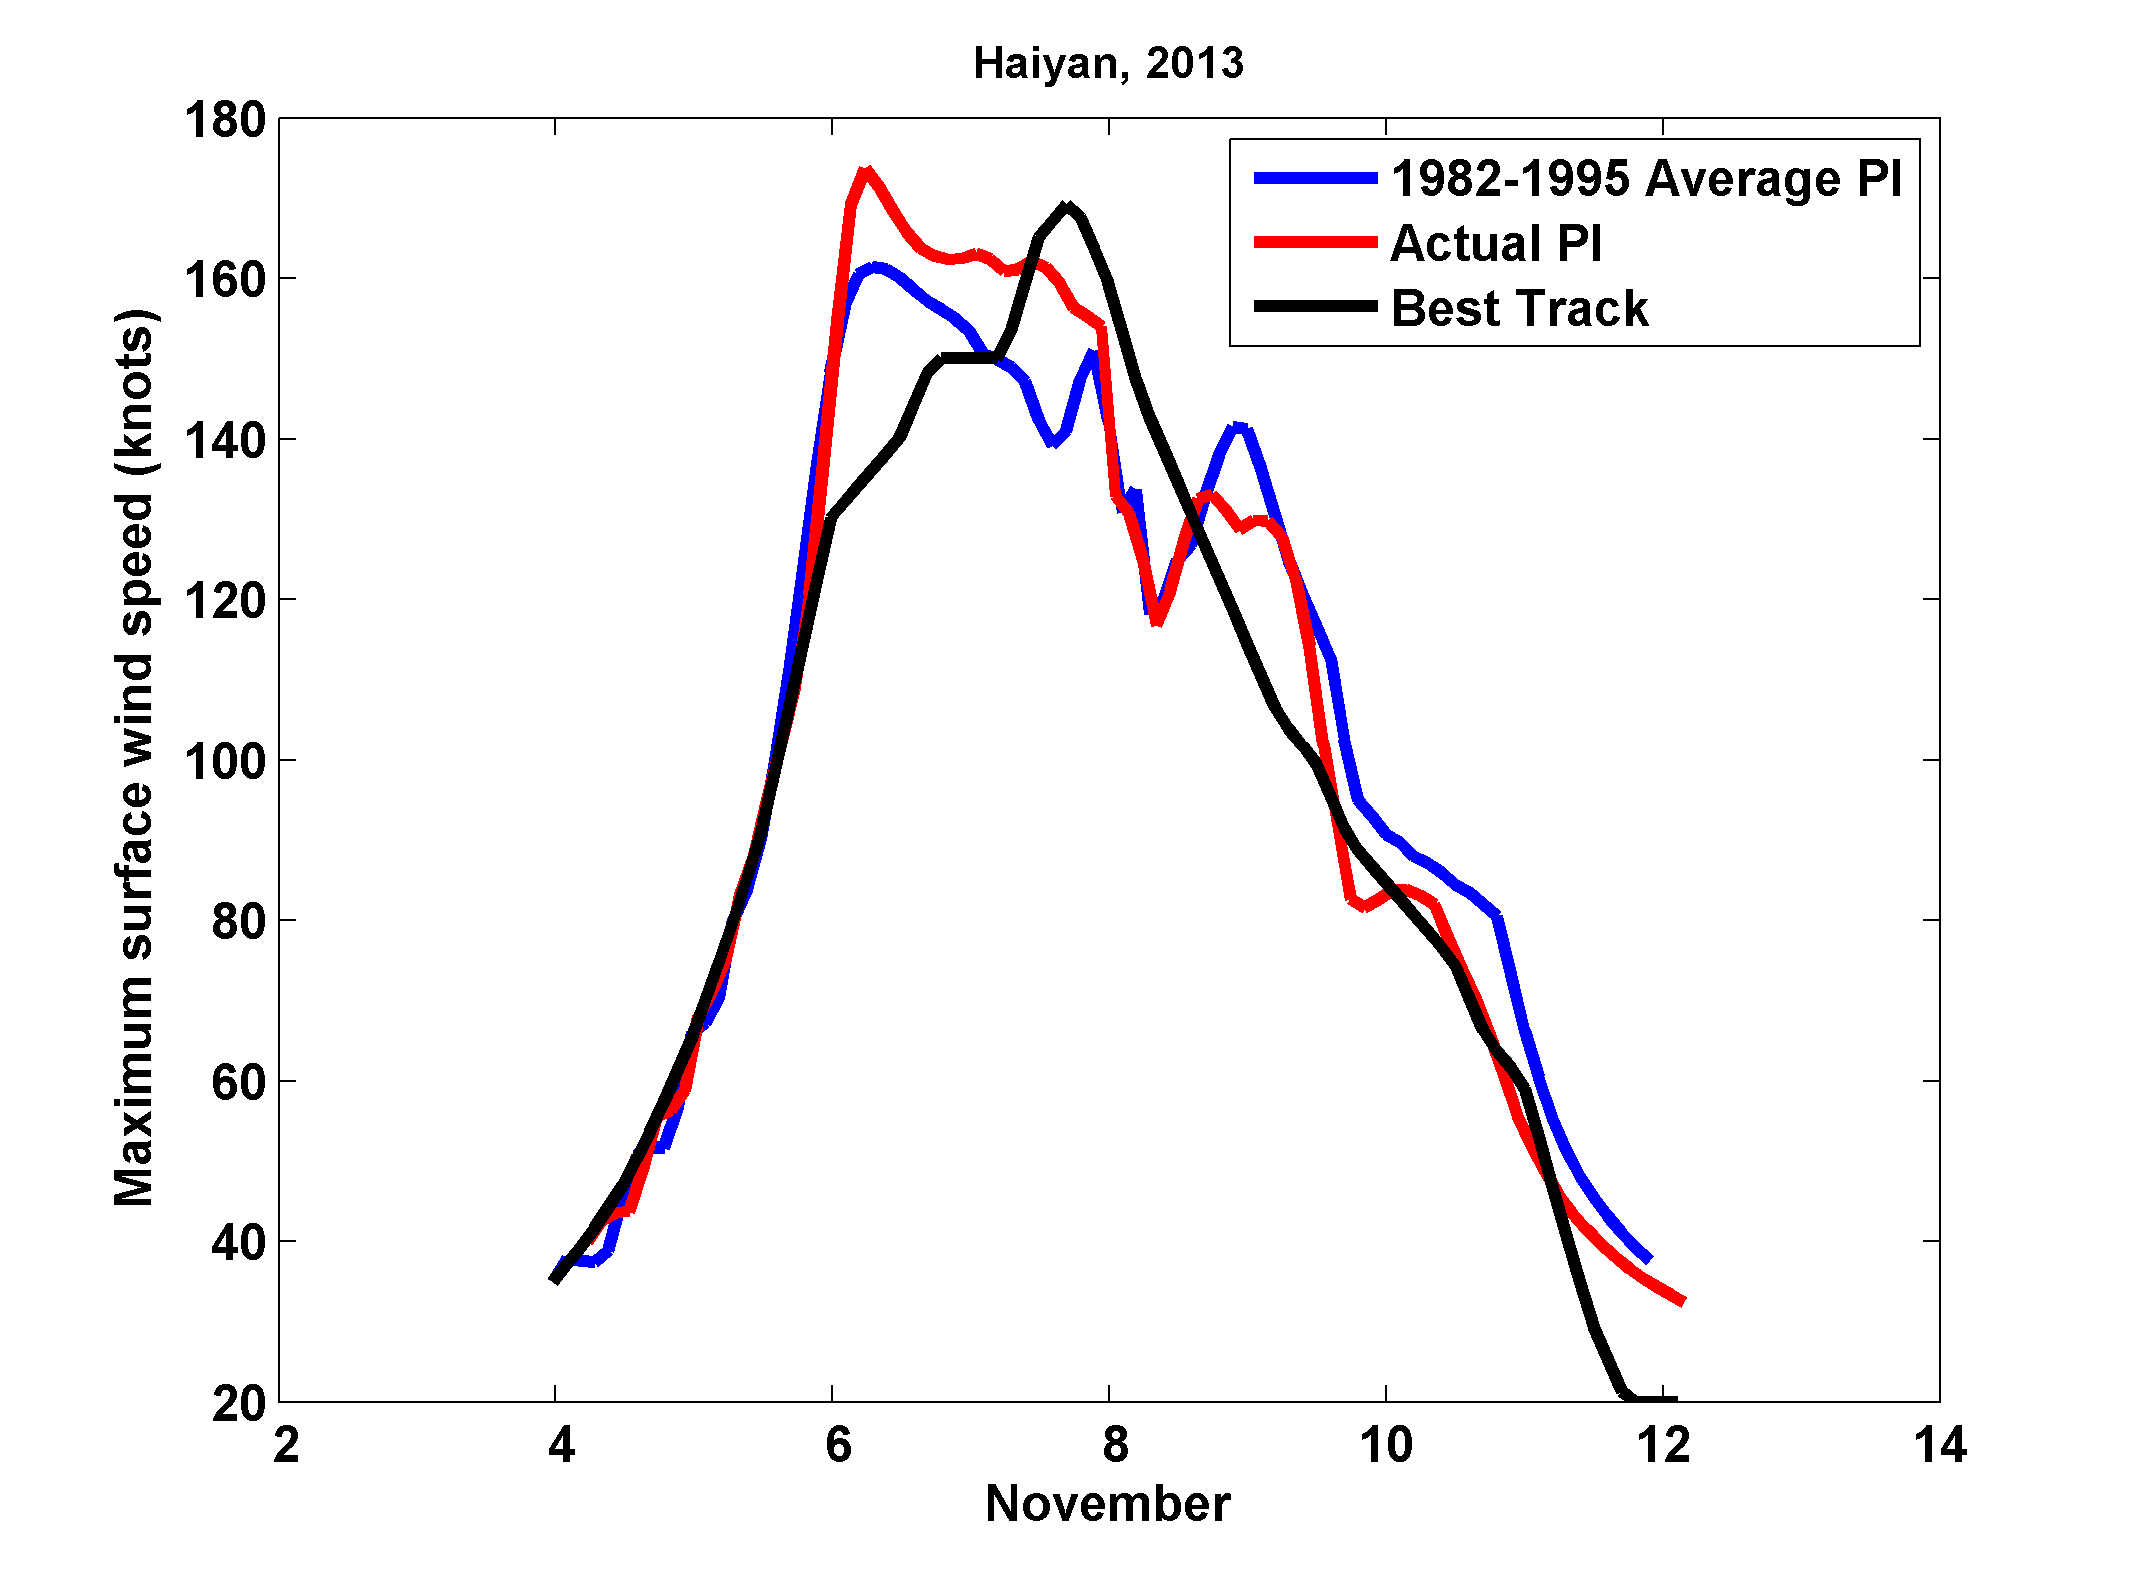 Haiyan, 2013
180
160
140
120
100
80
60
40
20
Maximum surface wind speed (knots)
1982-1995 Average PI
Actual PI
Best Track
2 4 6 8 10 12 14
November